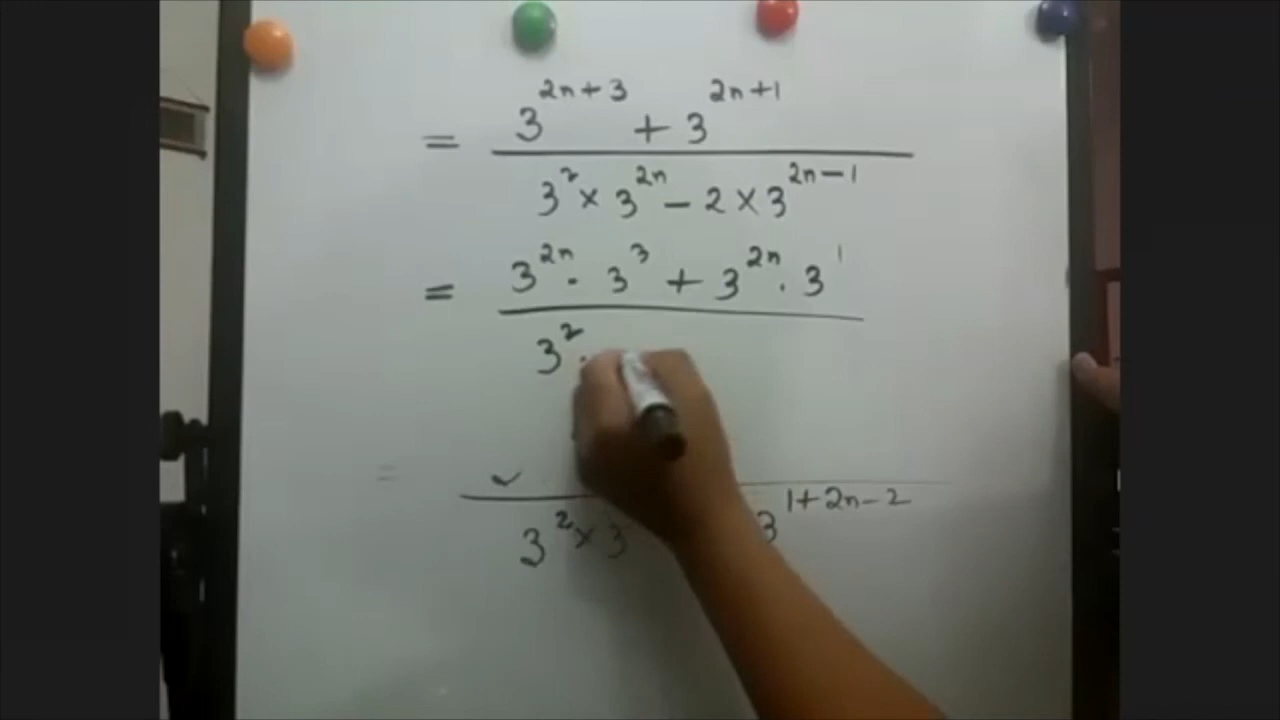 = 3^{2n+3} + 3^{2n+1}
3^2 × 3^{2n} - 2 × 3^{2n-1}
= 3^{2n} · 3^3 + 3^{2n} · 3^1
3^2 ·
=
3^2 × 3 3^{1+2n-2}